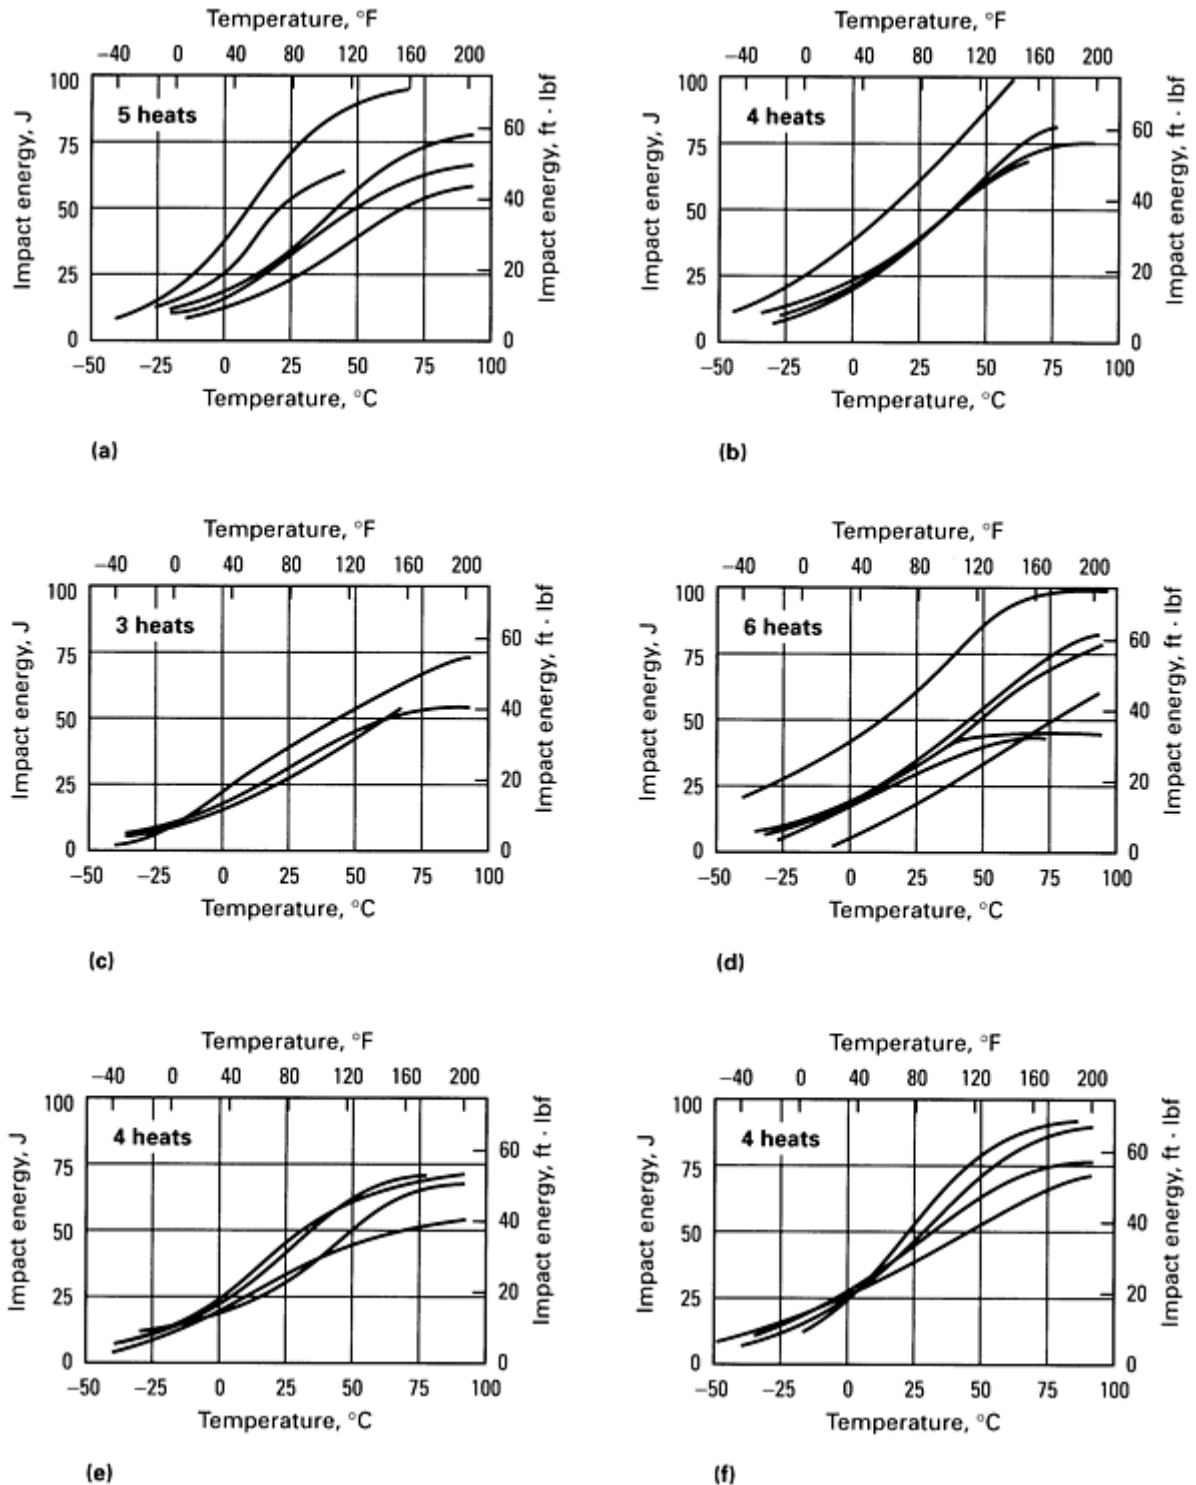 Temperature, °F
−40 0 40 80 120 160 200
100
75
50
25
0
Impact energy, J
5 heats
60
40
20
0
Impact energy, ft · lbf
−50 −25 0 25 50 75 100
Temperature, °C
(a)
Temperature, °F
−40 0 40 80 120 160 200
100
75
50
25
0
Impact energy, J
4 heats
60
40
20
0
Impact energy, ft · lbf
−50 −25 0 25 50 75 100
Temperature, °C
(b)
Temperature, °F
−40 0 40 80 120 160 200
100
75
50
25
0
Impact energy, J
3 heats
60
40
20
0
Impact energy, ft · lbf
−50 −25 0 25 50 75 100
Temperature, °C
(c)
Temperature, °F
−40 0 40 80 120 160 200
100
75
50
25
0
Impact energy, J
6 heats
60
40
20
0
Impact energy, ft · lbf
−50 −25 0 25 50 75 100
Temperature, °C
(d)
Temperature, °F
−40 0 40 80 120 160 200
100
75
50
25
0
Impact energy, J
4 heats
60
40
20
0
Impact energy, ft · lbf
−50 −25 0 25 50 75 100
Temperature, °C
(e)
Temperature, °F
−40 0 40 80 120 160 200
100
75
50
25
0
Impact energy, J
4 heats
60
40
20
0
Impact energy, ft · lbf
−50 −25 0 25 50 75 100
Temperature, °C
(f)